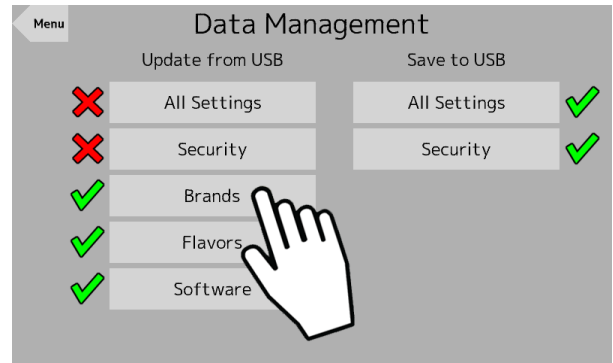 Menu
Data Management
Update from USB
Save to USB
All Settings
All Settings
Security
Security
Brands
Flavors
Software